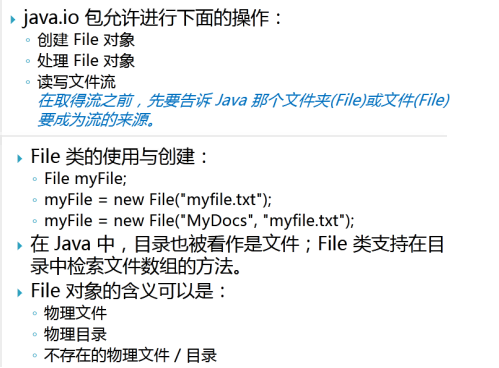 java.io 包允许进行下面的操作：
创建 File 对象
处理 File 对象
读写文件流
在取得流之前，先要告诉 Java 那个文件夹(File)或文件(File)
要成为流的来源。
File 类的使用与创建：
File myFile;
myFile = new File("myfile.txt");
myFile = new File("MyDocs", "myfile.txt");
在 Java 中，目录也被看作是文件；File 类支持在目
录中检索文件数组的方法。
File 对象的含义可以是：
物理文件
物理目录
不存在的物理文件 / 目录